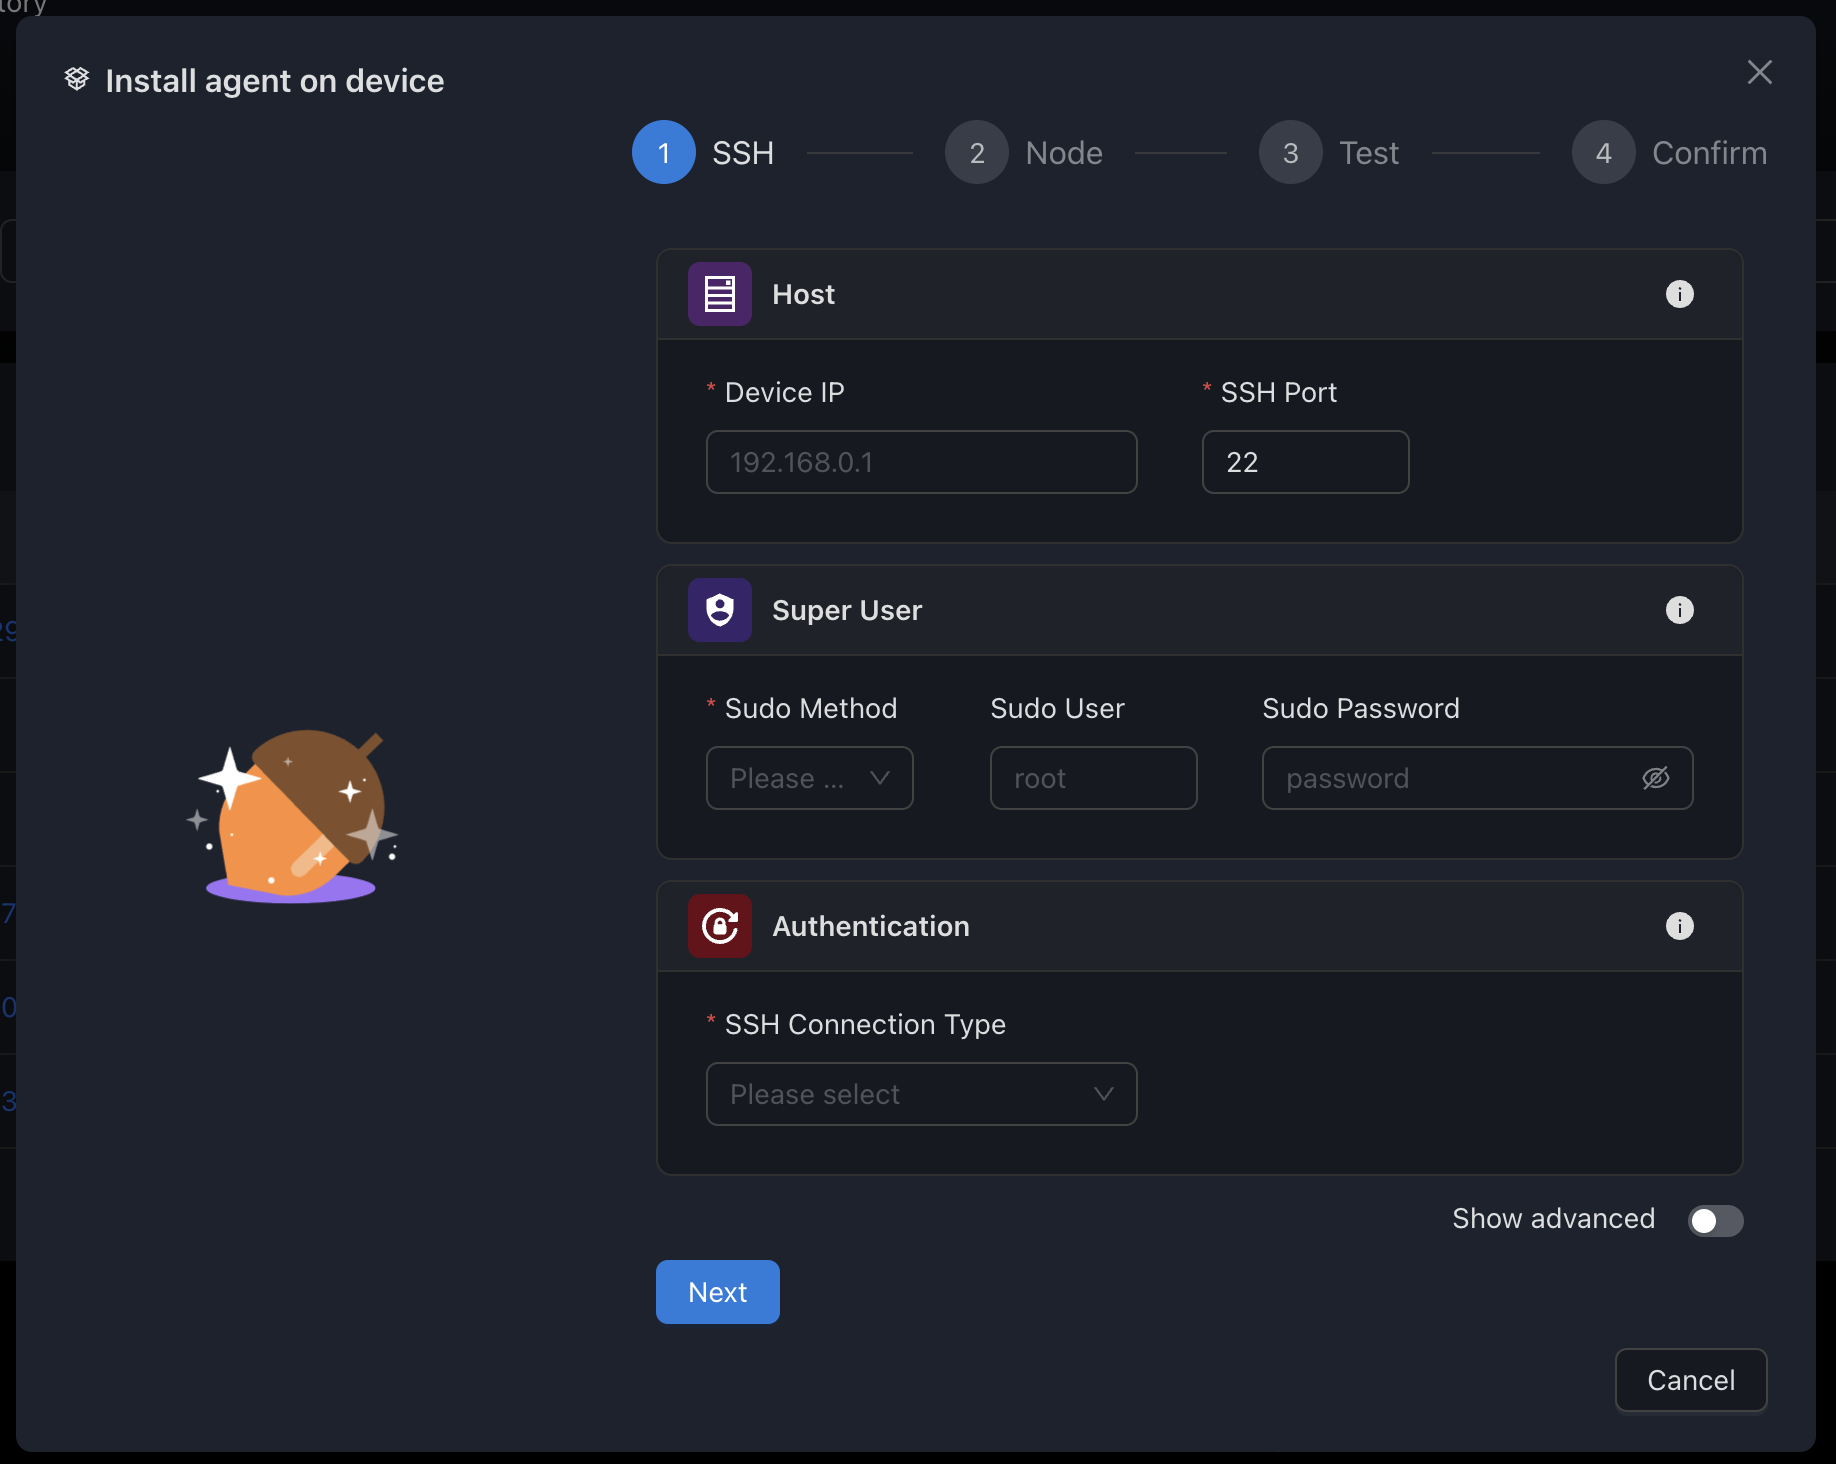 Install agent on device
1 SSH 2 Node 3 Test 4 Confirm
Host
* Device IP * SSH Port
192.168.0.1 22
Super User
* Sudo Method Sudo User Sudo Password
Please ... root password
Authentication
* SSH Connection Type
Please select
Show advanced
Next
Cancel